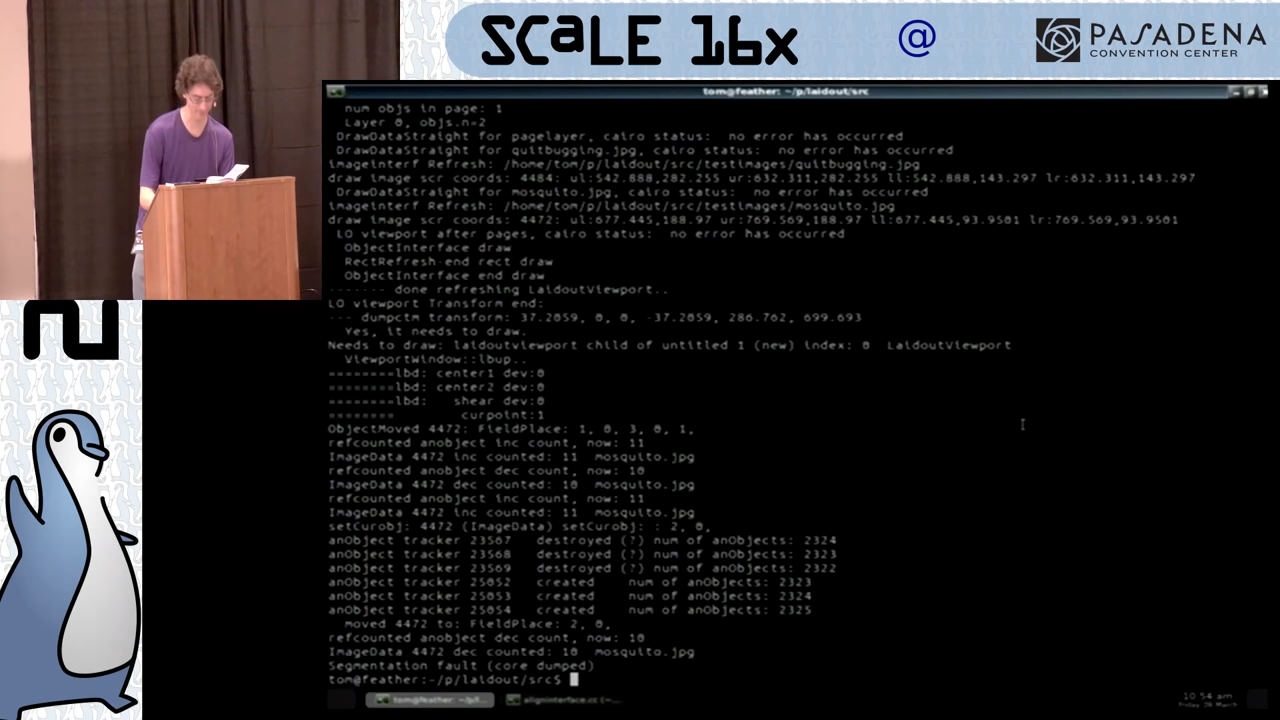 SCALE 16x
@
PASADENA
CONVENTION CENTER
tom@feather: ~/p/laidout/src
num objs in page: 1
Layer 0, objs.n=2
DrawDataStraight for pagelayer, cairo status:  no error has occurred
DrawDataStraight for quitbugging.jpg, cairo status:  no error has occurred
imageinterf Refresh: /home/tom/p/laidout/src/testimages/quitbugging.jpg
draw image scr coords: 4484: ul:542.888,282.255 ur:632.311,282.255 ll:542.888,143.297 lr:632.311,143.297
DrawDataStraight for mosquito.jpg, cairo status:  no error has occurred
imageinterf Refresh: /home/tom/p/laidout/src/testimages/mosquito.jpg
draw image scr coords: 4472: ul:677.445,188.97 ur:769.569,188.97 ll:677.445,93.9501 lr:769.569,93.9501
LO viewport after pages, cairo status:  no error has occurred
ObjectInterface draw
RectRefresh-end rect draw
ObjectInterface end draw
------- done refreshing LaidoutViewport..
LO viewport Transform end:
--- dumpctm transform: 37.2059, 0, 0, -37.2059, 286.762, 699.693
Yes, it needs to draw.
Needs to draw: laidoutviewport child of untitled 1 (new) index: 0  LaidoutViewport
ViewportWindow::lbup..
========lbd: center1 dev:0
========lbd: center2 dev:0
========lbd:   shear dev:0
========        curpoint:1
ObjectMoved 4472: FieldPlace: 1, 0, 3, 0, 1,
refcounted anobject inc count, now: 11
ImageData 4472 inc counted: 11  mosquito.jpg
refcounted anobject dec count, now: 10
ImageData 4472 dec counted: 10  mosquito.jpg
refcounted anobject inc count, now: 11
ImageData 4472 inc counted: 11  mosquito.jpg
setCurobj: 4472 (ImageData) setCurobj: : 2, 0,
anObject tracker 23567   destroyed (?) num of anObjects: 2324
anObject tracker 23568   destroyed (?) num of anObjects: 2323
anObject tracker 23569   destroyed (?) num of anObjects: 2322
anObject tracker 25052   created    num of anObjects: 2323
anObject tracker 25053   created    num of anObjects: 2324
anObject tracker 25054   created    num of anObjects: 2325
moved 4472 to: FieldPlace: 2, 0,
refcounted anobject dec count, now: 10
ImageData 4472 dec counted: 10  mosquito.jpg
Segmentation fault (core dumped)
tom@feather:~/p/laidout/src$
tom@feather: ~/p/l...
aligninterface.cc (~...
10:54 am